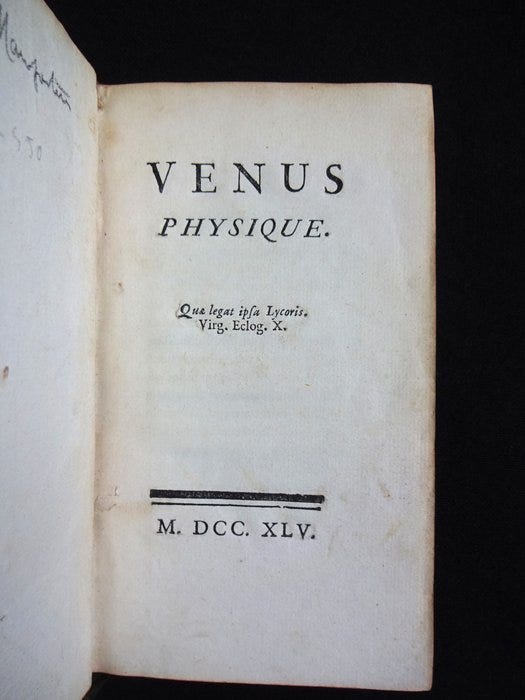 VENUS
PHYSIQUE.
Quæ legat ipſa Lycoris.
Virg. Eclog. X.
M. DCC. XLV.